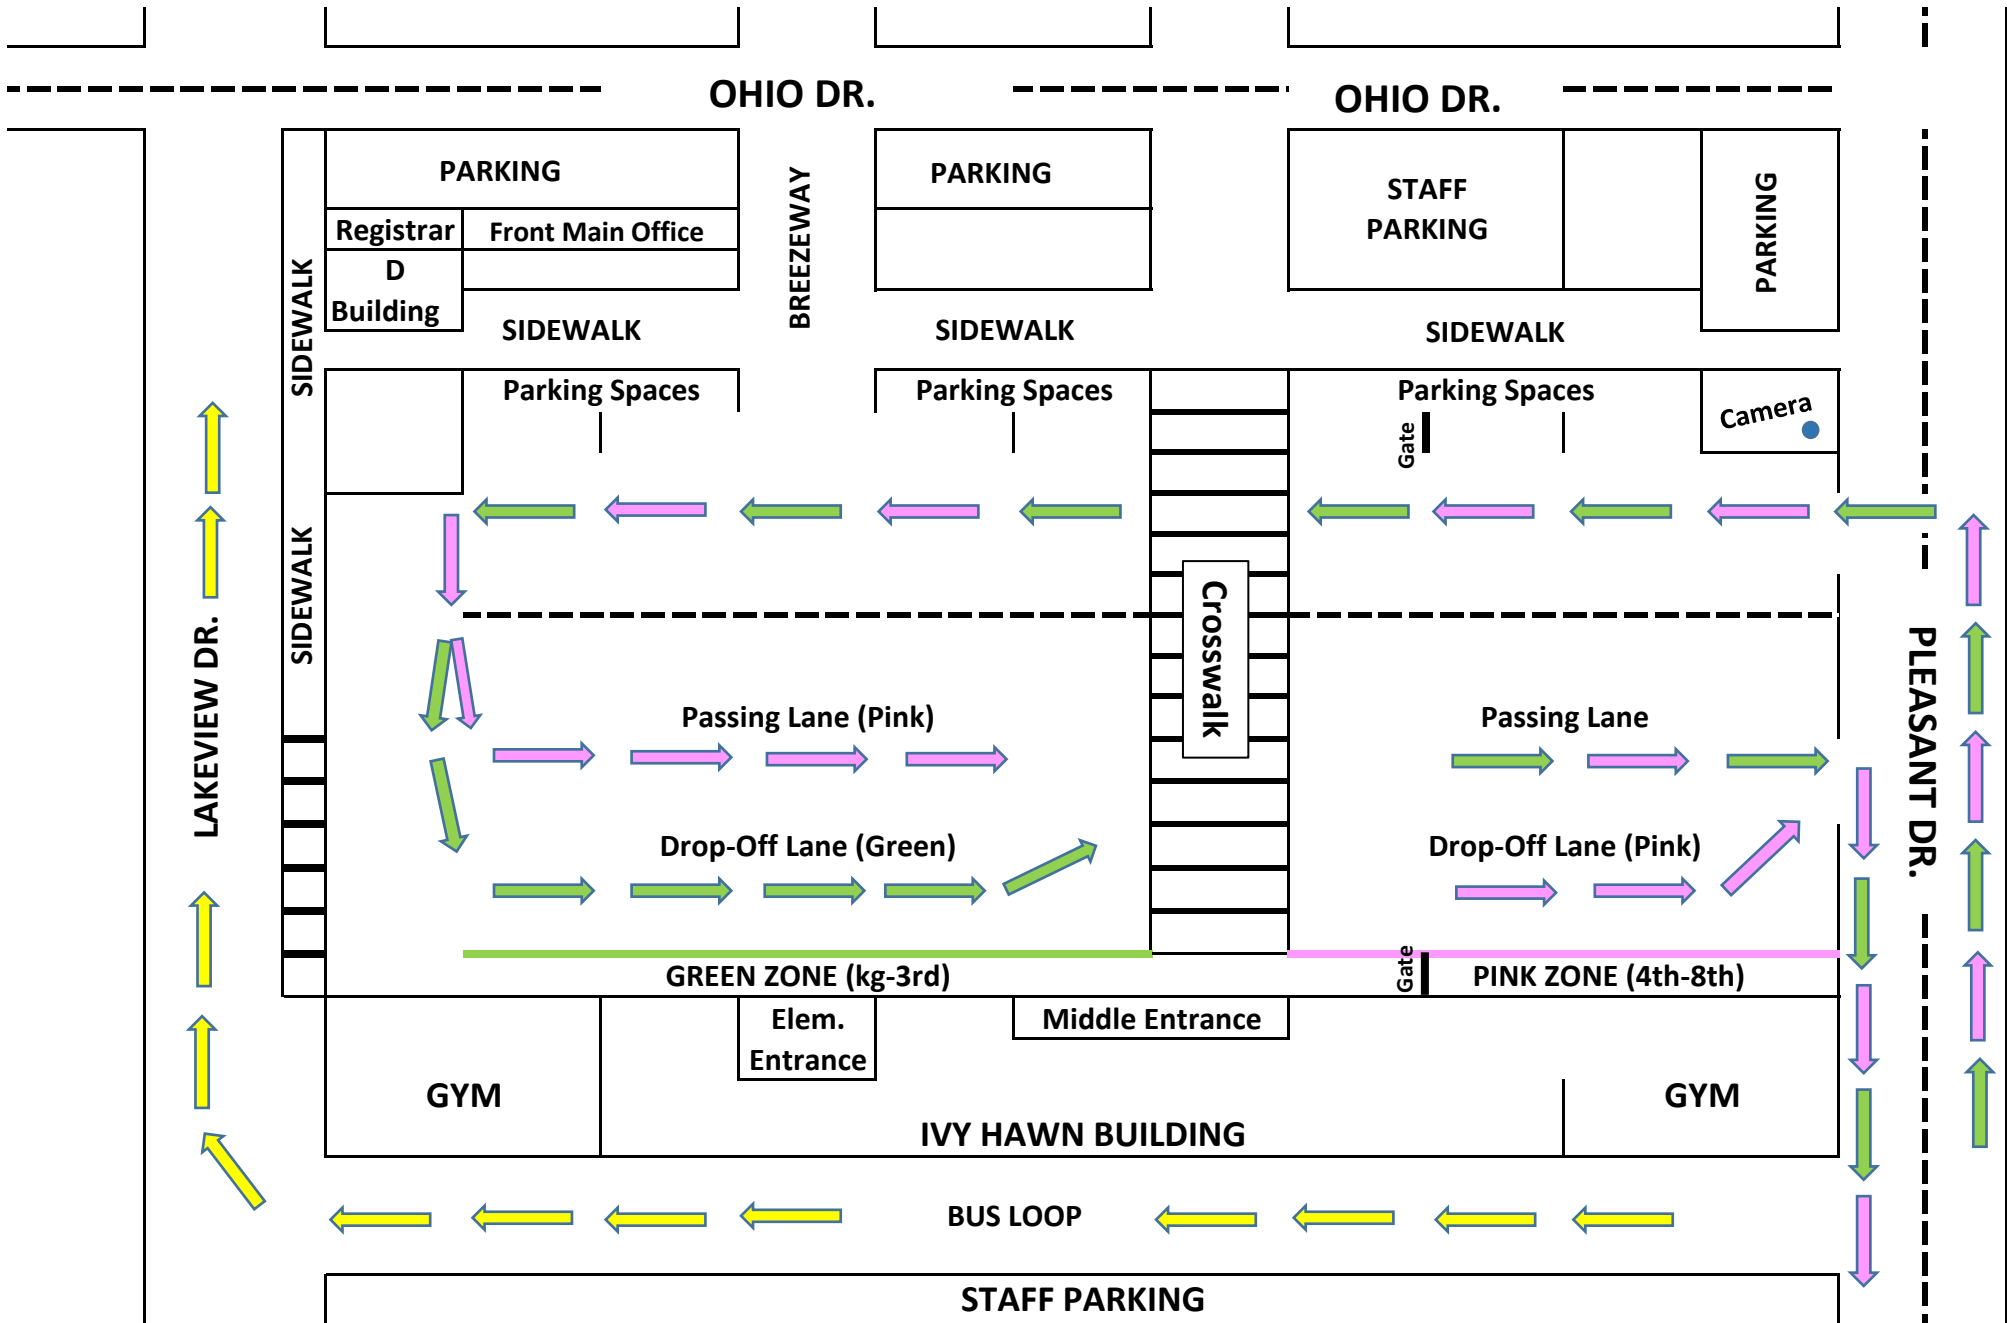 OHIO DR.
OHIO DR.
PARKING
PARKING
STAFF
PARKING
PARKING
BREEZEWAY
Registrar
Front Main Office
D
Building
SIDEWALK
SIDEWALK
SIDEWALK
SIDEWALK
Parking Spaces
Parking Spaces
Parking Spaces
Camera
Gate
SIDEWALK
Crosswalk
LAKEVIEW DR.
PLEASANT DR.
Passing Lane (Pink)
Passing Lane
Drop-Off Lane (Green)
Drop-Off Lane (Pink)
GREEN ZONE (kg-3rd)
Gate
PINK ZONE (4th-8th)
Elem.
Entrance
Middle Entrance
GYM
GYM
IVY HAWN BUILDING
BUS LOOP
STAFF PARKING